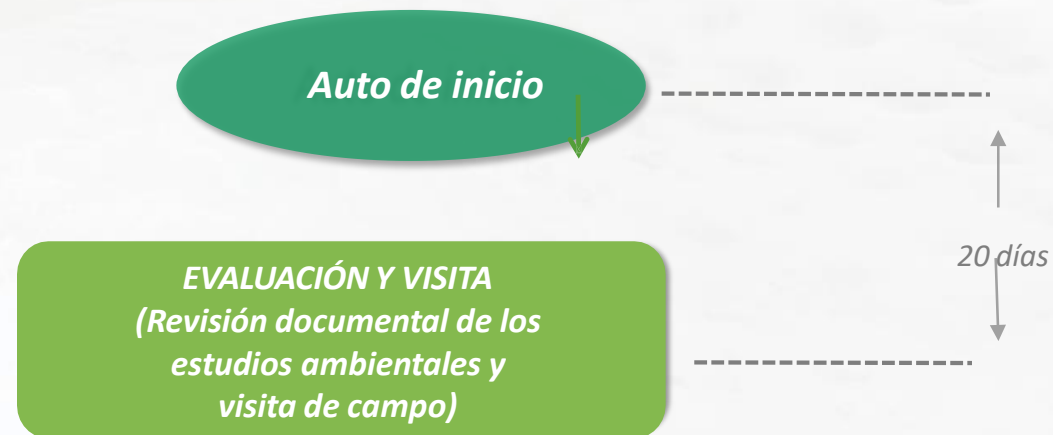 Auto de inicio
20 días
EVALUACIÓN Y VISITA
(Revisión documental de los
estudios ambientales y
visita de campo)